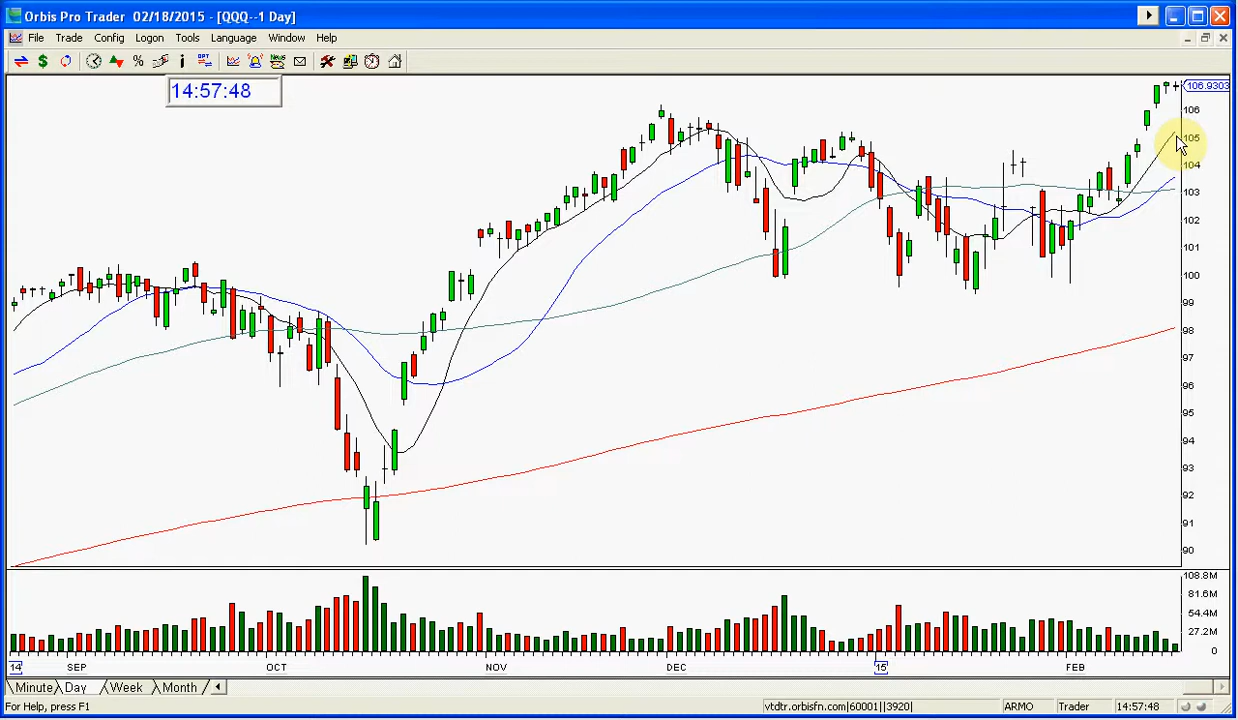 Orbis Pro Trader 02/18/2015 - [QQQ--1 Day]
File Trade Config Logon Tools Language Window Help
$ % i OPT News
14:57:48
106.9303
106
105
104
103
102
101
100
99
98
97
96
95
94
93
92
91
90
108.8M
81.6M
54.4M
27.2M
0
14 SEP OCT NOV DEC 15 FEB
Minute Day Week Month
For Help, press F1 vtdtr.orbisfn.com|60001||3920| ARMO Trader 14:57:48